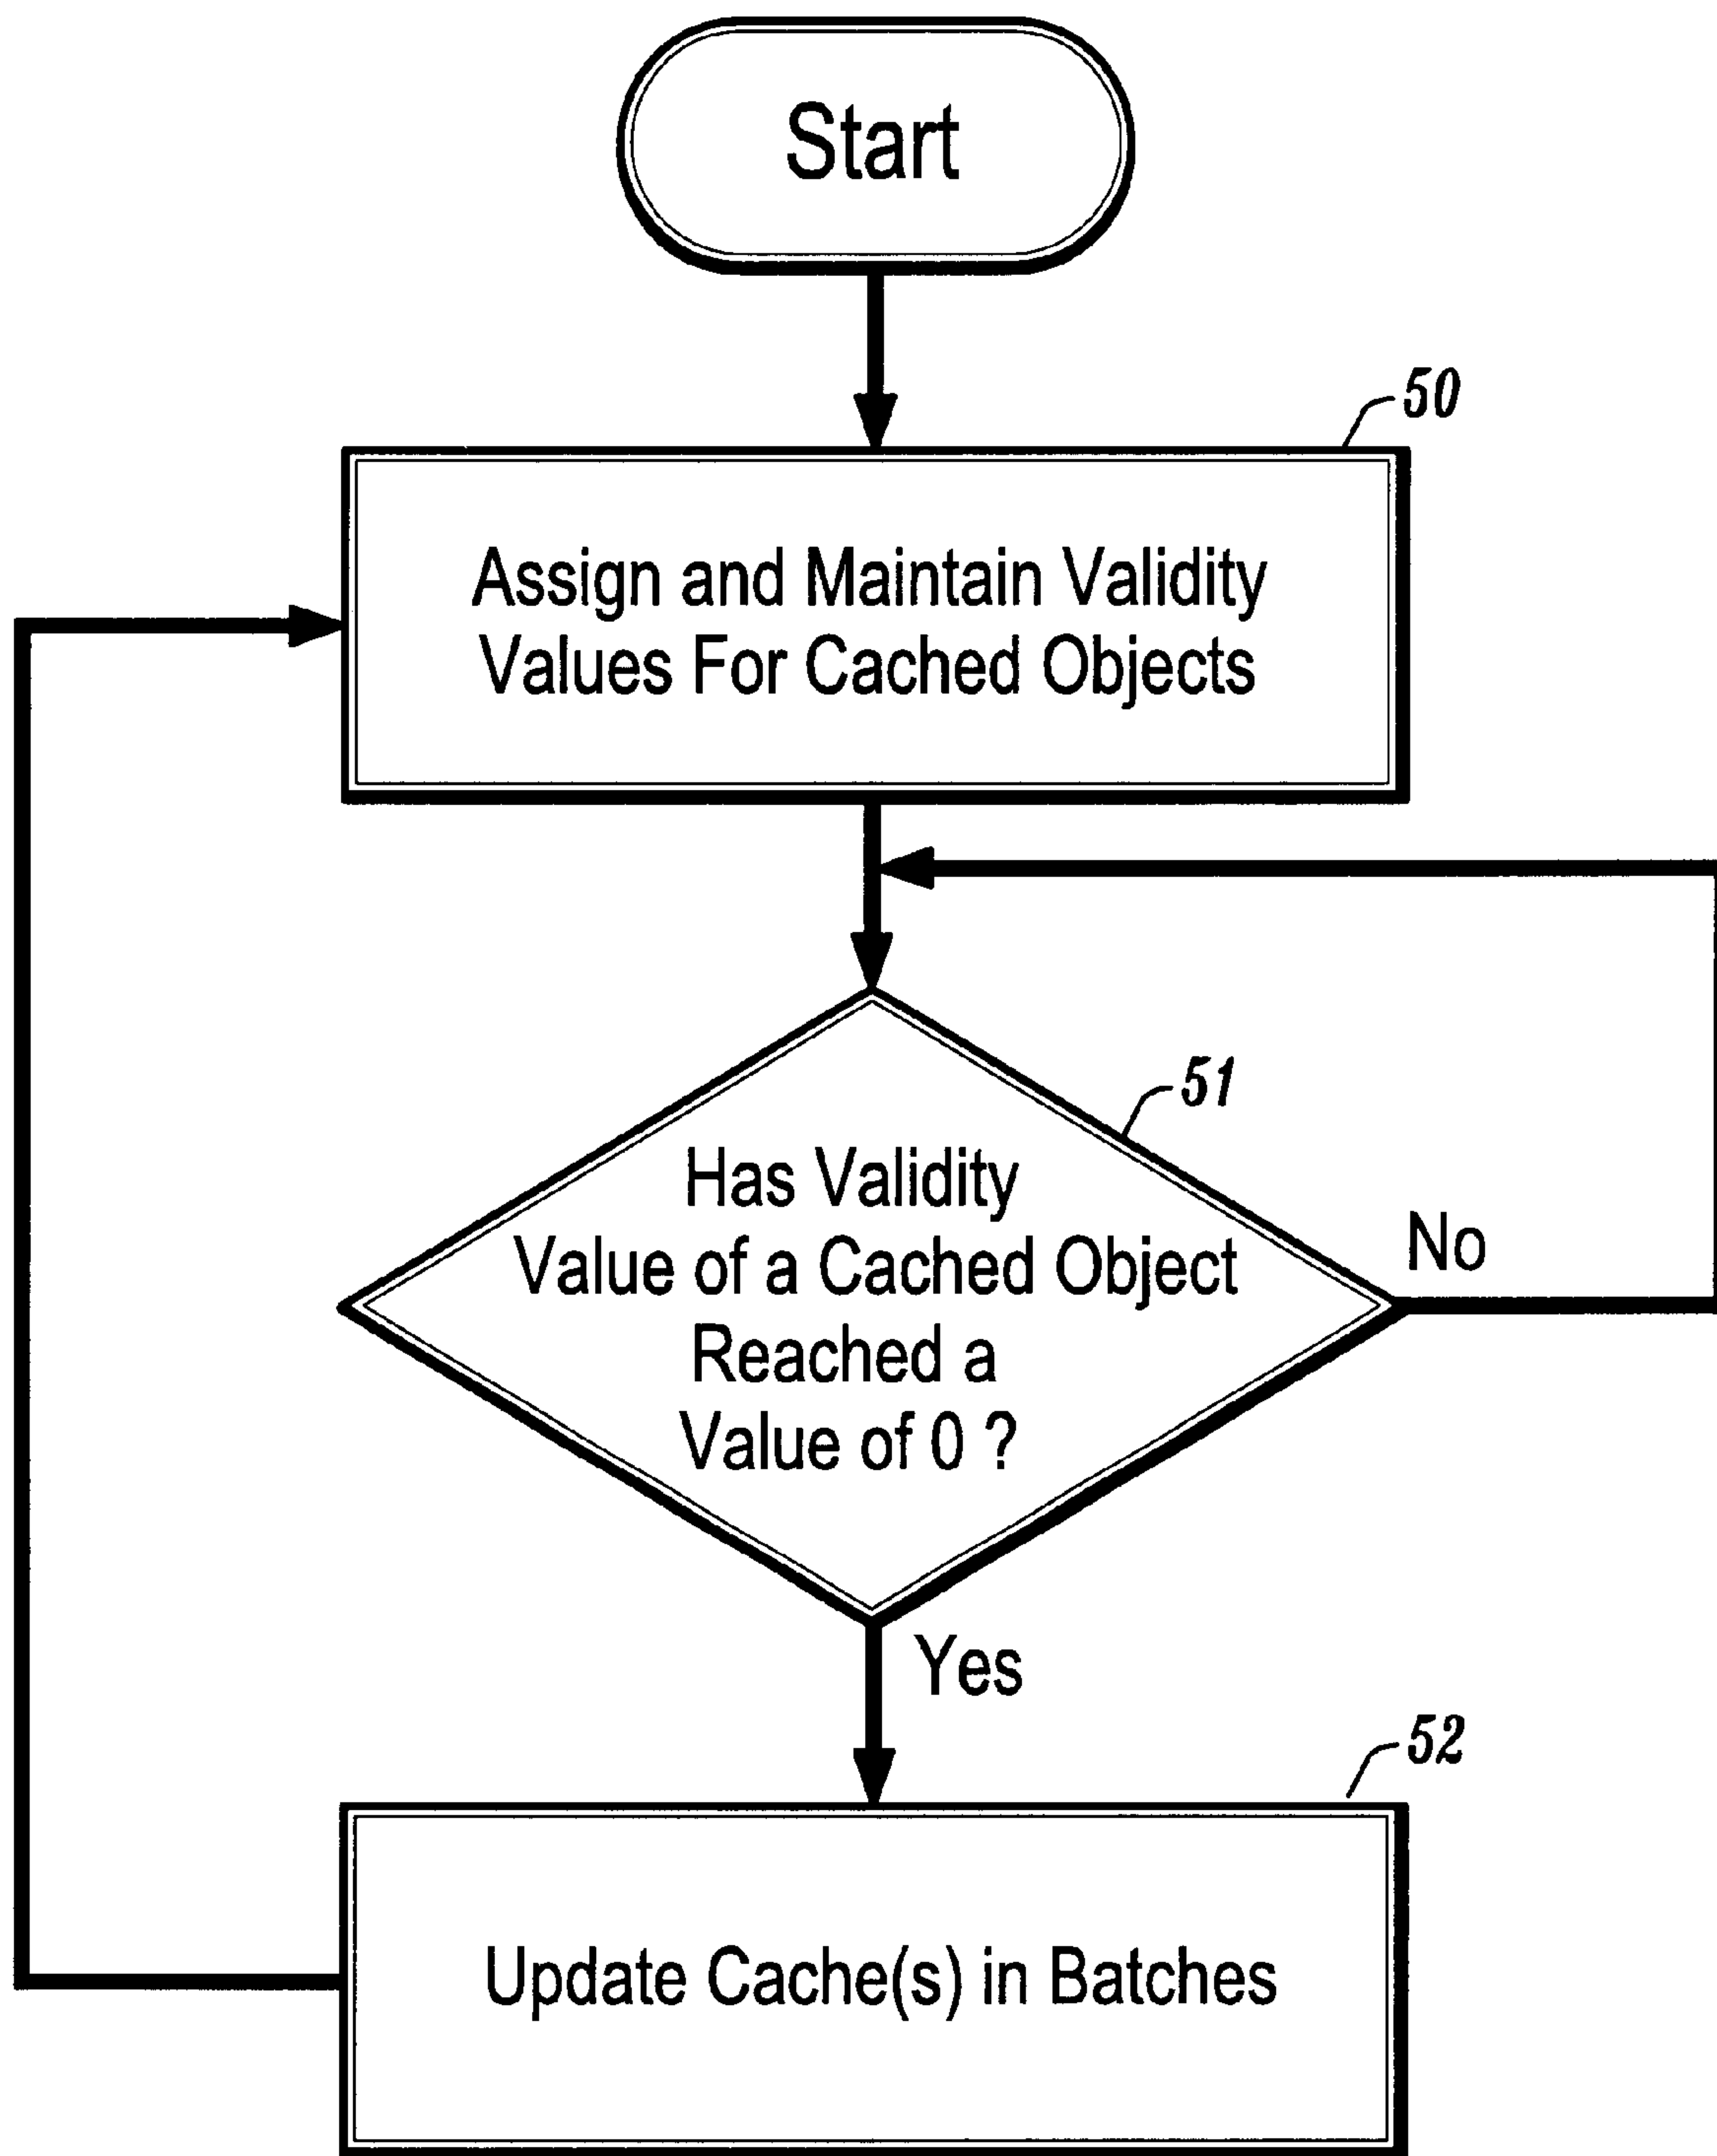 Start
50
Assign and Maintain Validity
Values For Cached Objects
51
Has Validity
Value of a Cached Object
Reached a
Value of 0 ?
No
Yes
52
Update Cache(s) in Batches